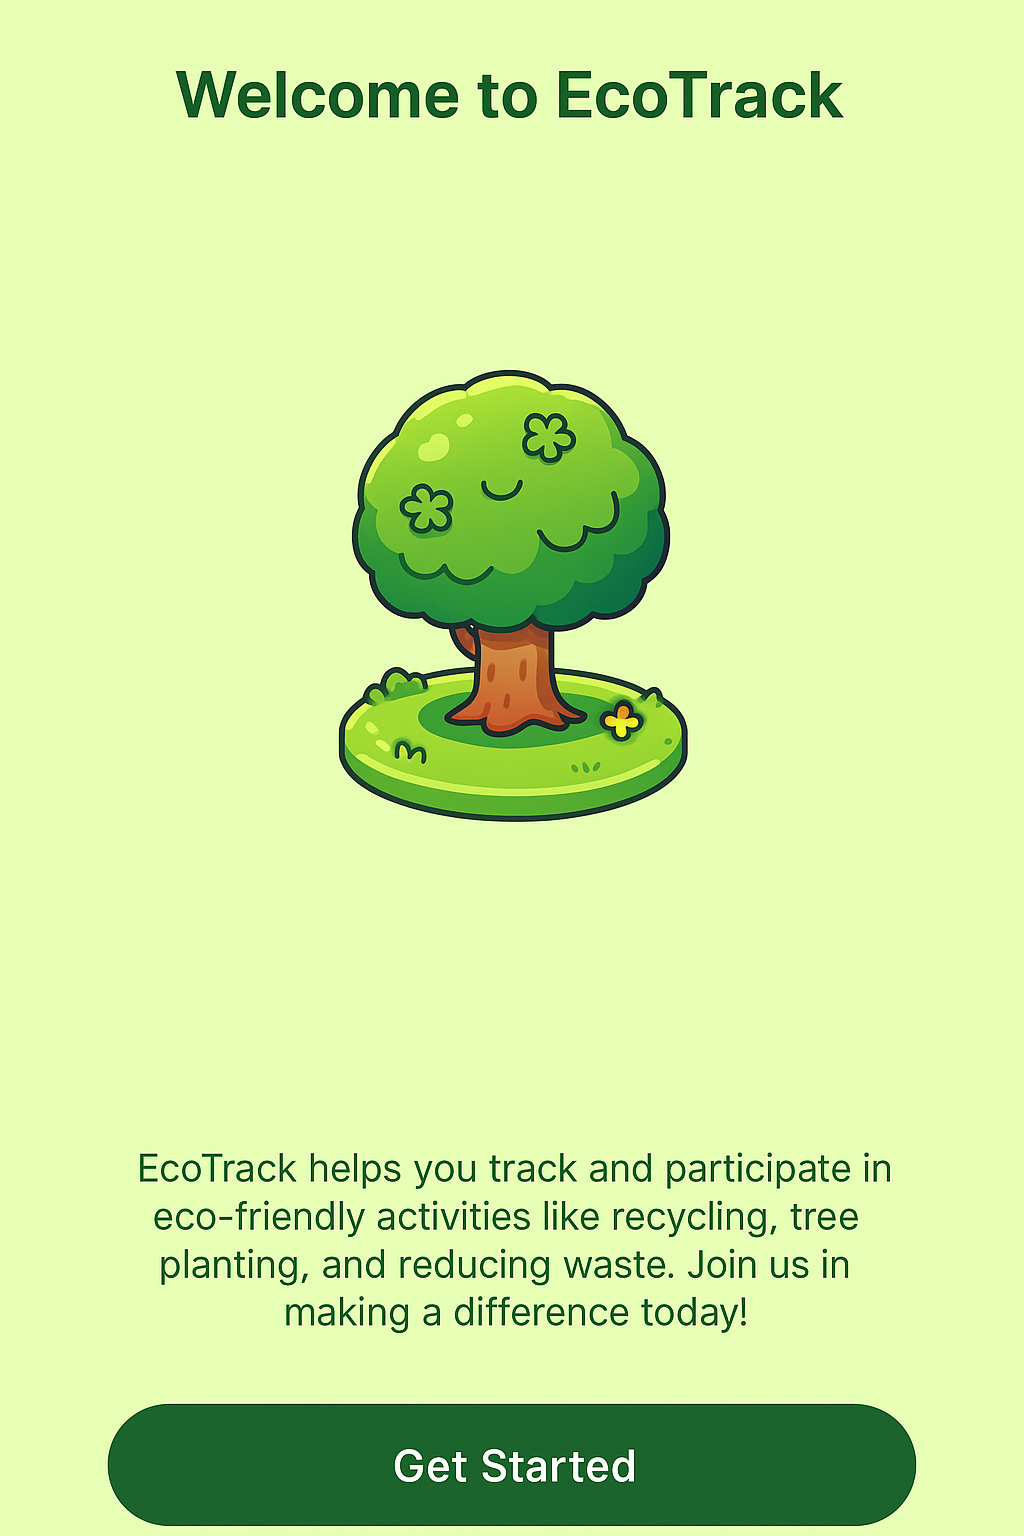 Welcome to EcoTrack
EcoTrack helps you track and participate in
eco-friendly activities like recycling, tree
planting, and reducing waste. Join us in
making a difference today!
Get Started